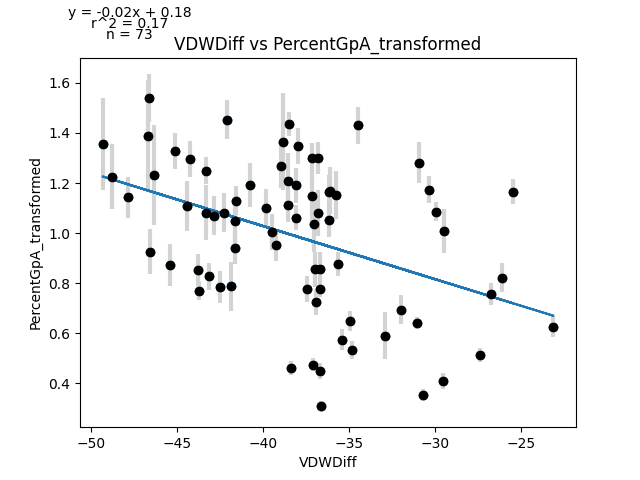 y = -0.02x + 0.18
r^2 = 0.17
n = 73
VDWDiff vs PercentGpA_transformed
PercentGpA_transformed
1.6
1.4
1.2
1.0
0.8
0.6
0.4
−50
−45
−40
−35
−30
−25
VDWDiff